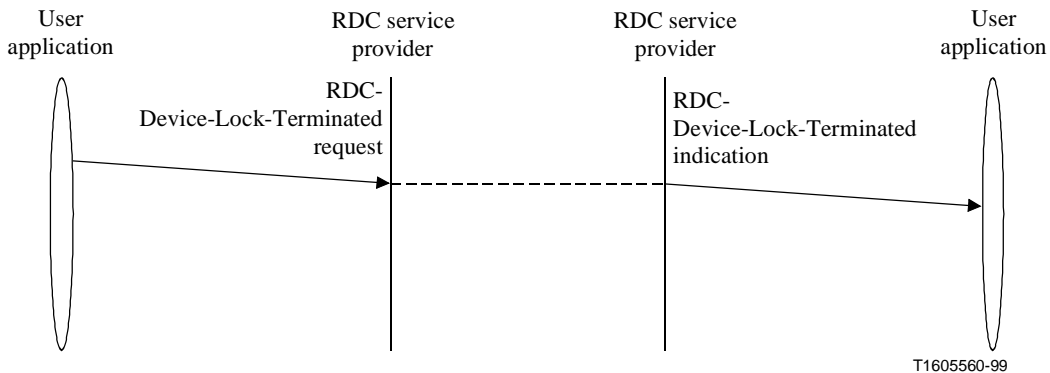 User
application
RDC service
provider
RDC service
provider
User
application
RDC-
Device-Lock-Terminated
request
RDC-
Device-Lock-Terminated
indication
T1605560-99